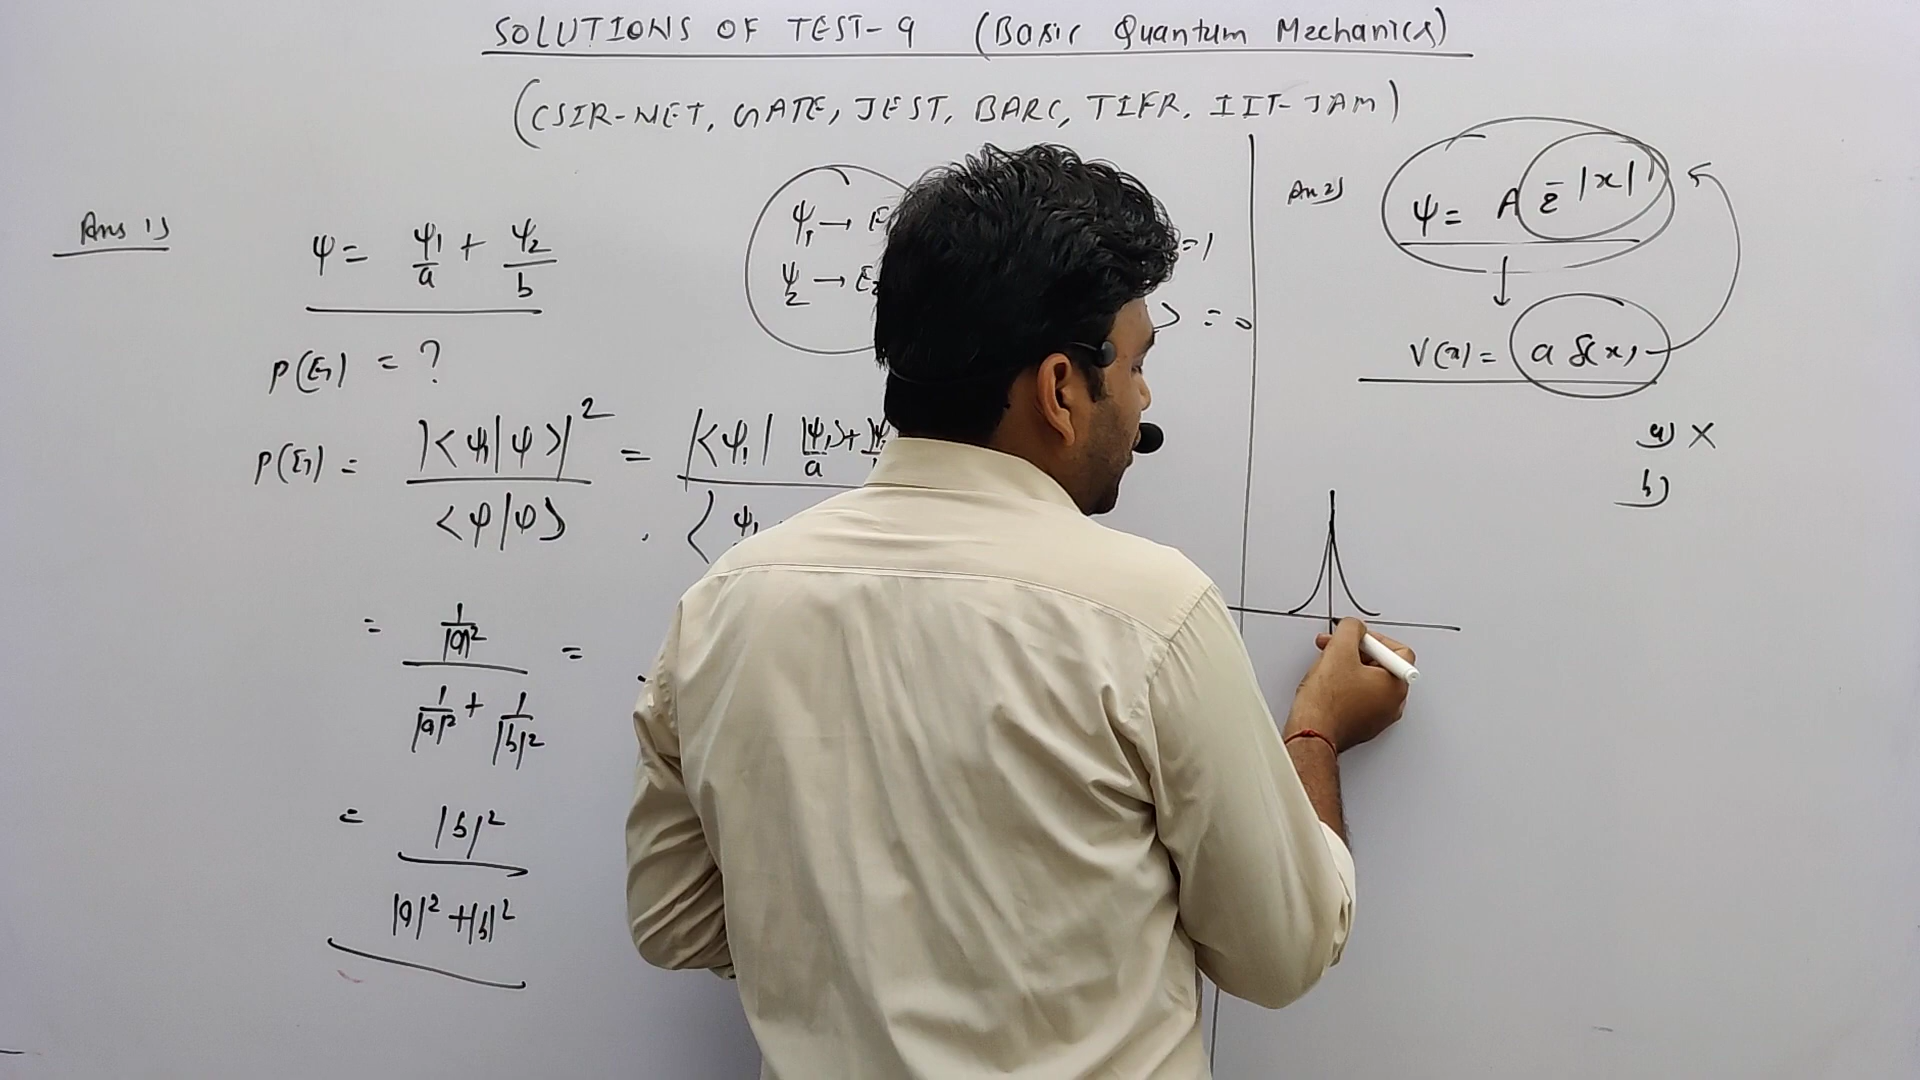 SOLUTIONS OF TEST-9 (Basic Quantum Mechanics)
(CSIR-NET, GATE, JEST, BARC, TIFR, IIT-JAM)
Ans 1)
ψ = ψ₁/a + ψ₂/b
P(E₁) = ?
P(E₁) = |<ψ₁|ψ>|² / <ψ|ψ> = |<ψ₁| |ψ₁>/a +
= 1/|a|² / (1/|a|² + 1/|b|²) =
= |b|² / (|a|² + |b|²)
ψ₁ →
ψ₂ →
=1
> = 0
Ans 2)
ψ = A e^-|x|
V(x) = a δ(x)
a) ×
b)